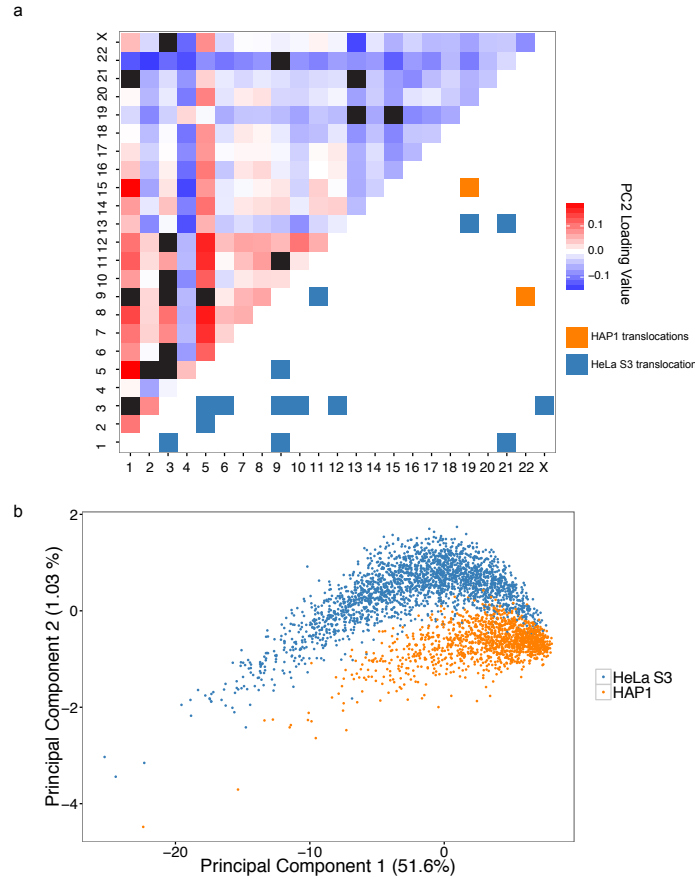 a
X
22
21
20
19
18
17
16
15
14
13
12
11
10
9
8
7
6
5
4
3
2
1
1 2 3 4 5 6 7 8 9 10 11 12 13 14 15 16 17 18 19 20 21 22 X
0.1
0.0
−0.1
PC2 Loading Value
HAP1 translocations
HeLa S3 translocation
b
Principal Component 2 (1.03 %)
2
0
−2
−4
−20 −10 0
Principal Component 1 (51.6%)
HeLa S3
HAP1